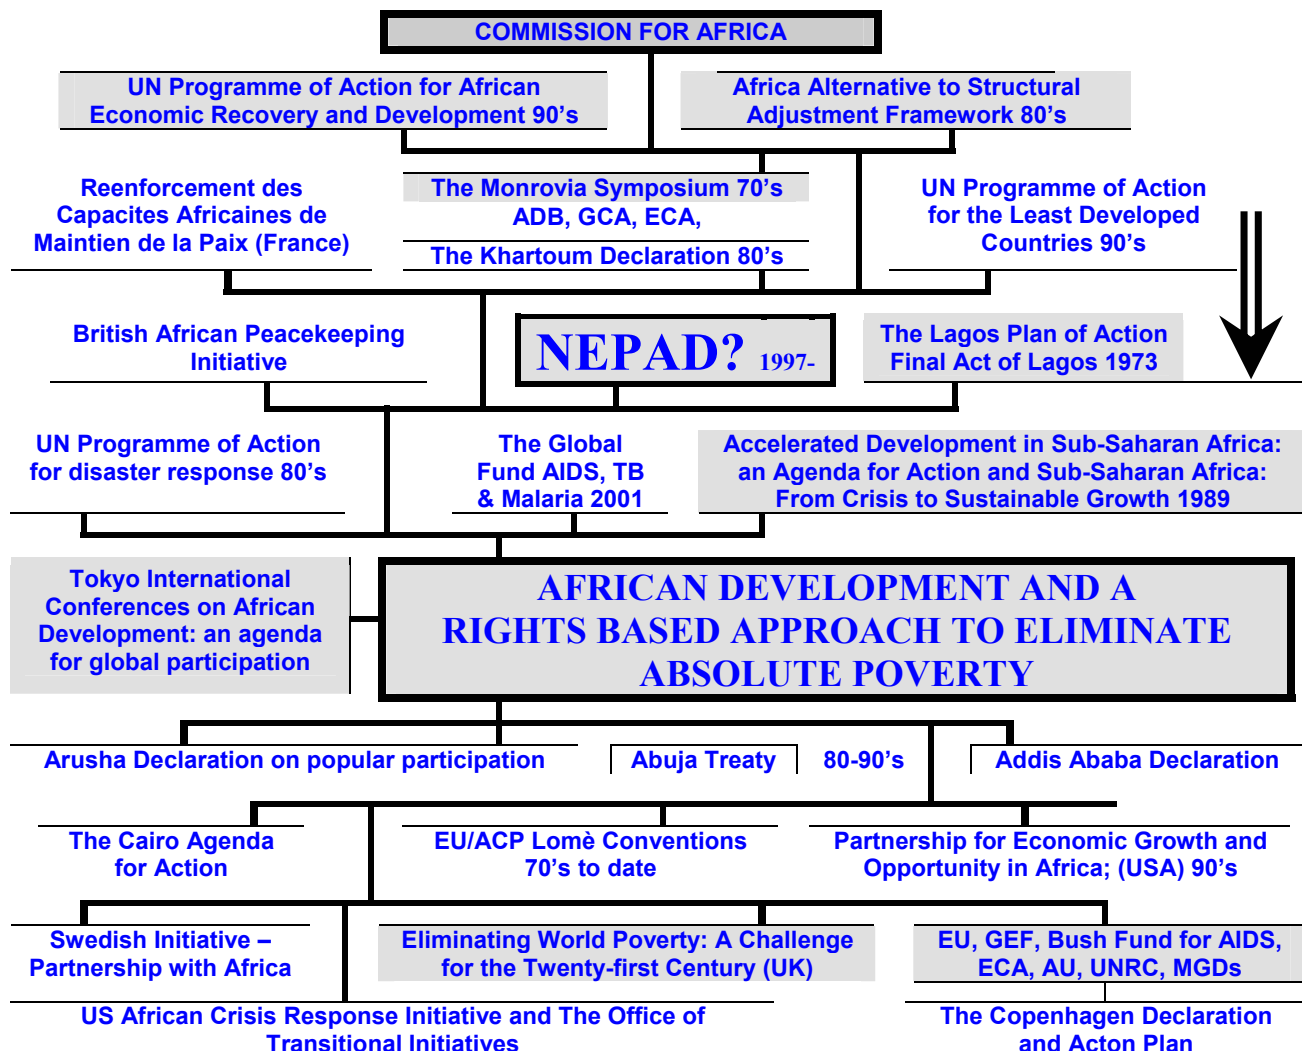 COMMISSION FOR AFRICA
UN Programme of Action for African
Economic Recovery and Development 90’s
Africa Alternative to Structural
Adjustment Framework 80’s
Reenforcement des
Capacites Africaines de
Maintien de la Paix (France)
The Monrovia Symposium 70’s
ADB, GCA, ECA,
The Khartoum Declaration 80’s
UN Programme of Action
for the Least Developed
Countries 90’s
British African Peacekeeping
Initiative
NEPAD? 1997-
The Lagos Plan of Action
Final Act of Lagos 1973
UN Programme of Action
for disaster response 80’s
The Global
Fund AIDS, TB
& Malaria 2001
Accelerated Development in Sub-Saharan Africa:
an Agenda for Action and Sub-Saharan Africa:
From Crisis to Sustainable Growth 1989
Tokyo International
Conferences on African
Development: an agenda
for global participation
AFRICAN DEVELOPMENT AND A
RIGHTS BASED APPROACH TO ELIMINATE
ABSOLUTE POVERTY
Arusha Declaration on popular participation
Abuja Treaty
80-90’s
Addis Ababa Declaration
The Cairo Agenda
for Action
EU/ACP Lomè Conventions
70’s to date
Partnership for Economic Growth and
Opportunity in Africa; (USA) 90’s
Swedish Initiative –
Partnership with Africa
Eliminating World Poverty: A Challenge
for the Twenty-first Century (UK)
EU, GEF, Bush Fund for AIDS,
ECA, AU, UNRC, MGDs
US African Crisis Response Initiative and The Office of
Transitional Initiatives
The Copenhagen Declaration
and Acton Plan